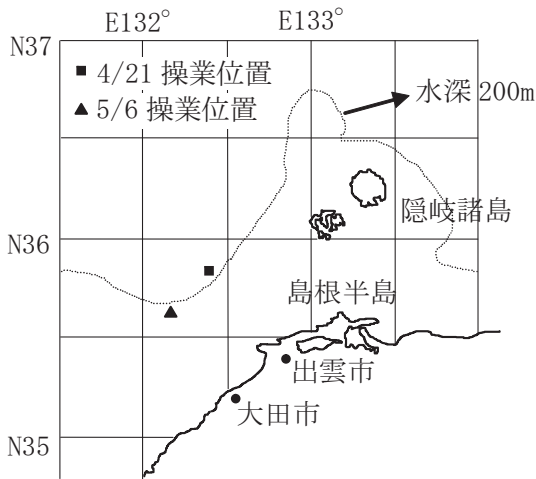 E132°
E133°
N37
■ 4/21 操業位置
▲ 5/6 操業位置
水深 200m
隠岐諸島
N36
島根半島
出雲市
大田市
N35